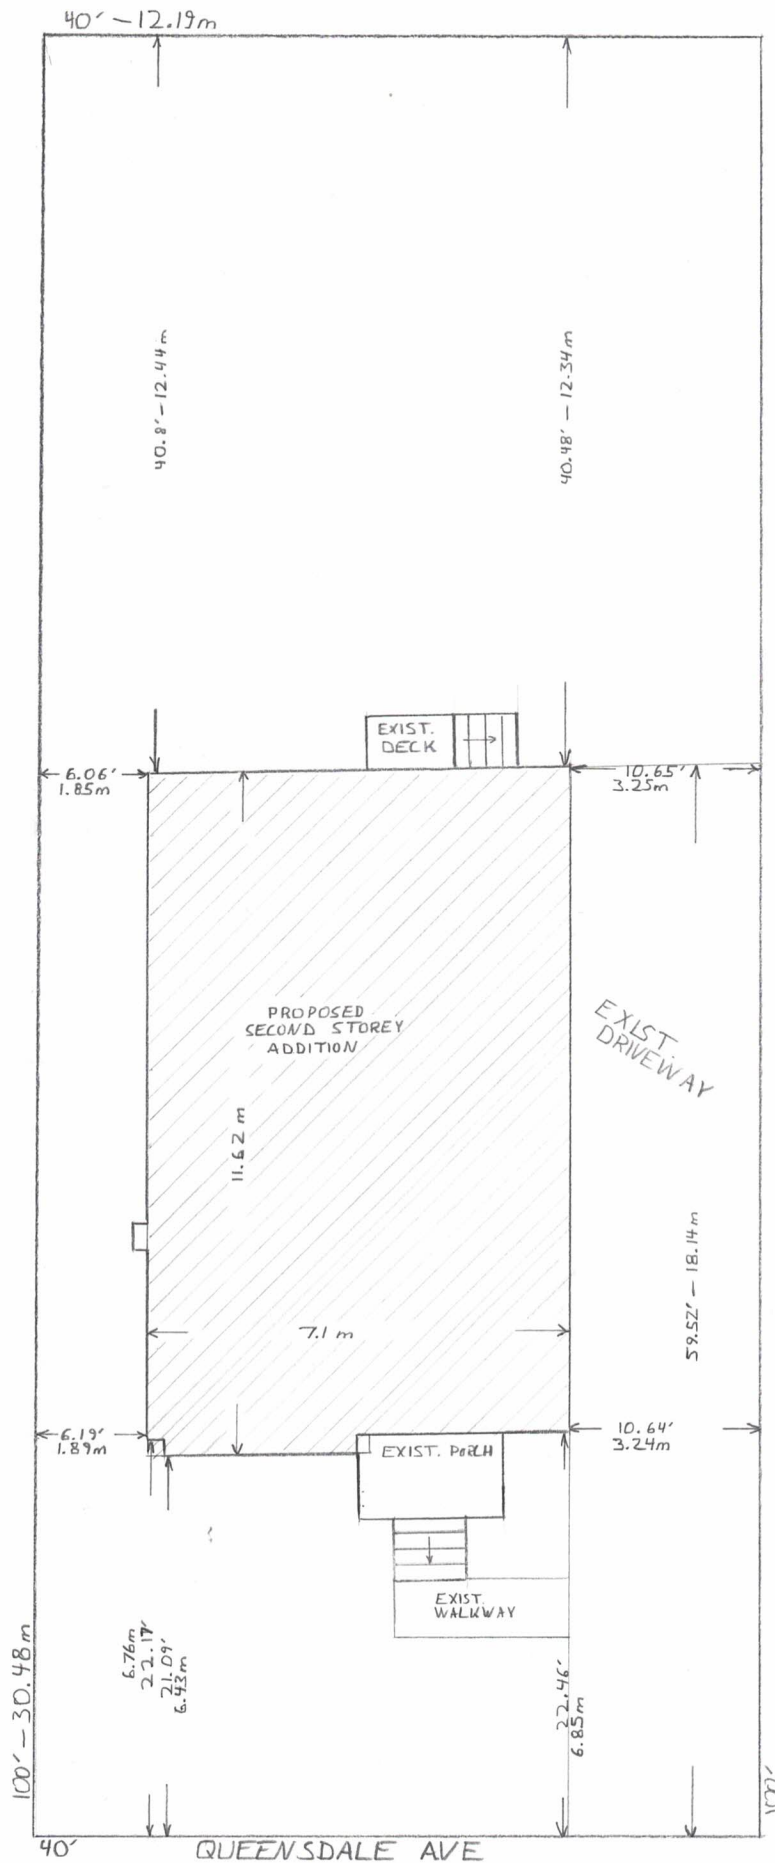 40' - 12.19m
40.8' - 12.44m
40.48' - 12.34m
EXIST.
DECK
6.06'
1.85m
10.65'
3.25m
PROPOSED
SECOND STOREY
ADDITION
EXIST.
DRIVEWAY
11.62 m
59.52' - 18.14m
7.1 m
6.19'
1.89m
10.64'
3.24m
EXIST. PORCH
EXIST.
WALKWAY
6.76m
22.17'
21.09'
6.43m
22.46'
6.85m
100' - 30.48m
100'
40'
QUEENSDALE AVE